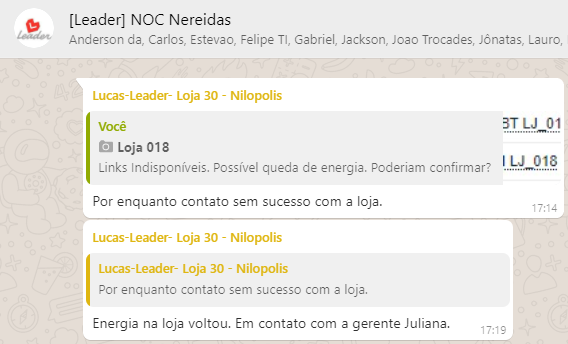 Leader
[Leader] NOC Nereidas
Anderson da, Carlos, Estevao, Felipe TI, Gabriel, Jackson, Joao Trocades, Jônatas, Lauro,
Lucas-Leader- Loja 30 - Nilopolis
Você
Loja 018
Links Indisponíveis. Possível queda de energia. Poderiam confirmar?
BT LJ_01
LJ_018
Por enquanto contato sem sucesso com a loja.
17:14
Lucas-Leader- Loja 30 - Nilopolis
Lucas-Leader- Loja 30 - Nilopolis
Por enquanto contato sem sucesso com a loja.
Energia na loja voltou. Em contato com a gerente Juliana.
17:19